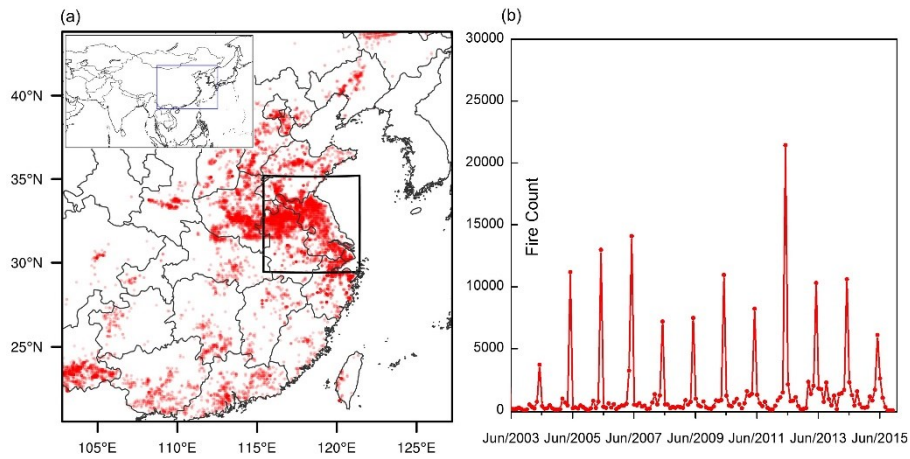 (a)
40°N
35°N
30°N
25°N
105°E 110°E 115°E 120°E 125°E
(b)
30000
25000
20000
15000
10000
5000
0
Fire Count
Jun/2003 Jun/2005 Jun/2007 Jun/2009 Jun/2011 Jun/2013 Jun/2015